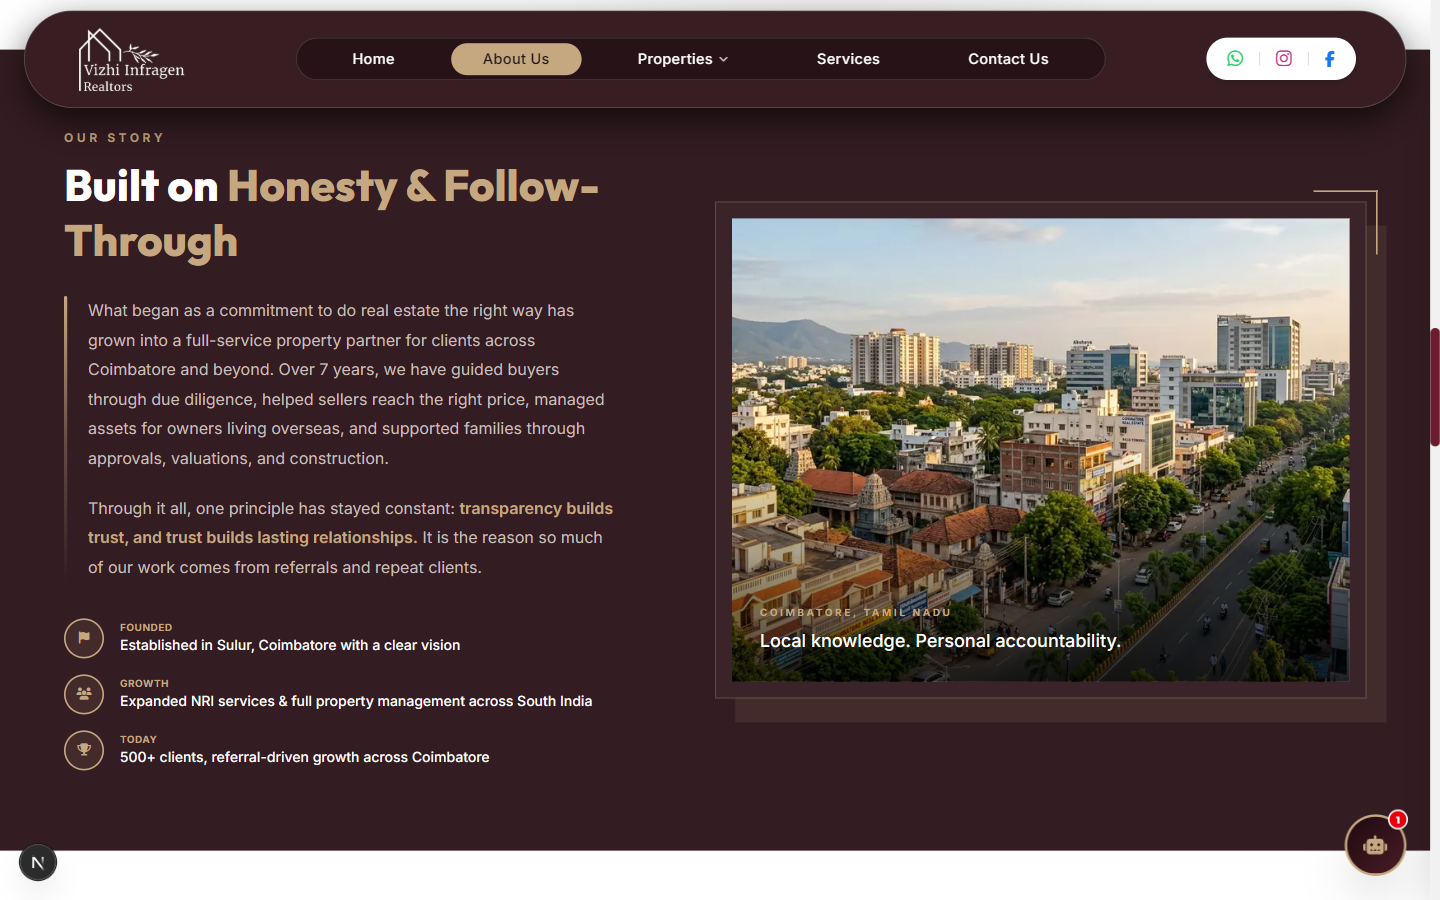 Vizhi Infragen
Realtors
Home
About Us
Properties
Services
Contact Us
OUR STORY
Built on Honesty & Follow-
Through
What began as a commitment to do real estate the right way has
grown into a full-service property partner for clients across
Coimbatore and beyond. Over 7 years, we have guided buyers
through due diligence, helped sellers reach the right price, managed
assets for owners living overseas, and supported families through
approvals, valuations, and construction.
Through it all, one principle has stayed constant: transparency builds
trust, and trust builds lasting relationships. It is the reason so much
of our work comes from referrals and repeat clients.
FOUNDED
Established in Sulur, Coimbatore with a clear vision
GROWTH
Expanded NRI services & full property management across South India
TODAY
500+ clients, referral-driven growth across Coimbatore
COIMBATORE, TAMIL NADU
Local knowledge. Personal accountability.
N
1